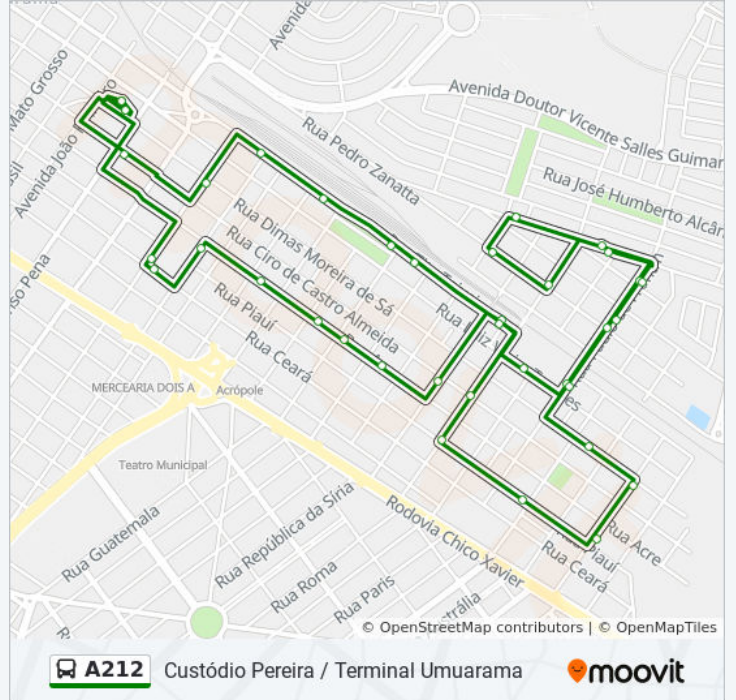 Avenida
Mato Grosso
Avenida João
Avenida Doutor Vicente Salles Guimar
Rua Pedro Zanatta
Rua José Humberto Alcân
Rua Dimas Moreira de Sá
Rua Ciro de Castro Almeida
Rua Piauí
Rua Ceará
MERCEARIA DOIS A
Acrópole
Teatro Municipal
Rodovia Chico Xavier
Rua República da Síria
Rua Guatemala
Rua Roma
Rua Paris
Rua Acre
Rua Ceará
© OpenStreetMap contributors | © OpenMapTiles
A212 Custódio Pereira / Terminal Umuarama
moovit